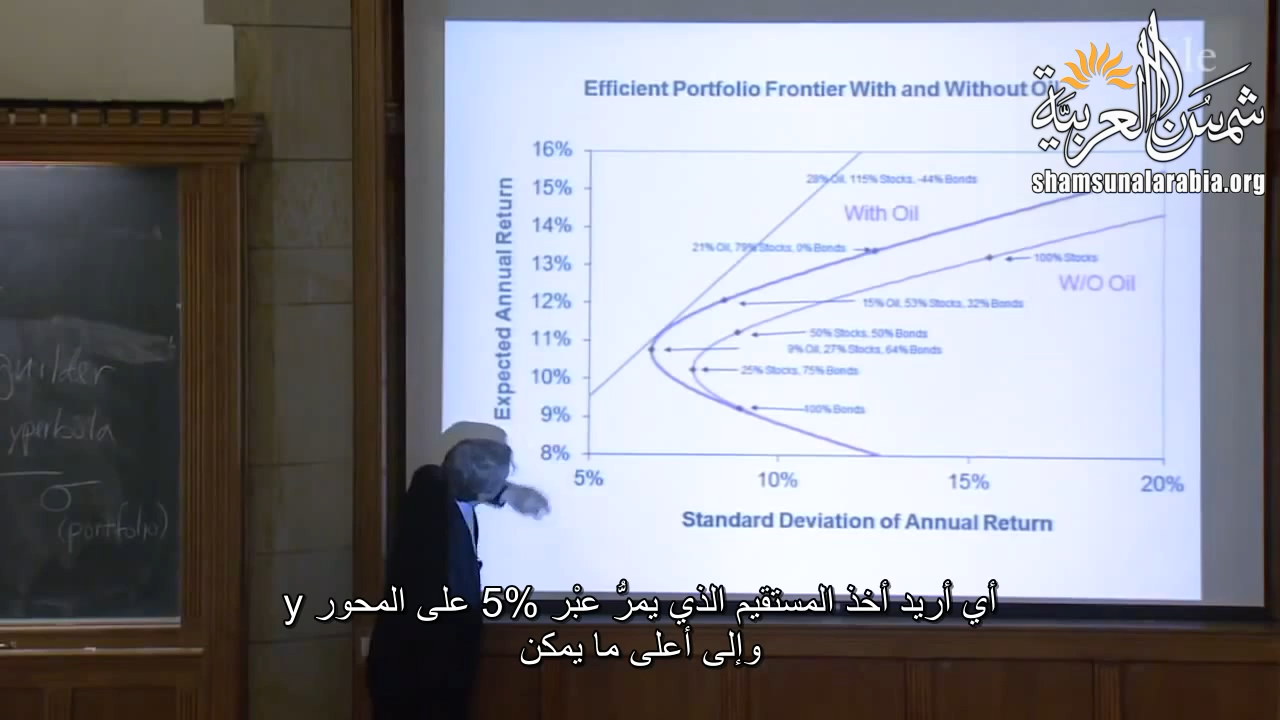 Efficient Portfolio Frontier With and Without Oil
شمس العربية
shamsunalarabia.org
Expected Annual Return
16%
15%
14%
13%
12%
11%
10%
9%
8%
28% Oil, 115% Stocks, -44% Bonds
With Oil
21% Oil, 79% Stocks, 0% Bonds
100% Stocks
W/O Oil
15% Oil, 53% Stocks, 32% Bonds
50% Stocks, 50% Bonds
9% Oil, 27% Stocks, 64% Bonds
25% Stocks, 75% Bonds
100% Bonds
5%
10%
15%
20%
Standard Deviation of Annual Return
guilder
yperbola
σ
(portfolio)
أي أريد أخذ المستقيم الذي يمرُّ عبْر 5% على المحور y
وإلى أعلى ما يمكن